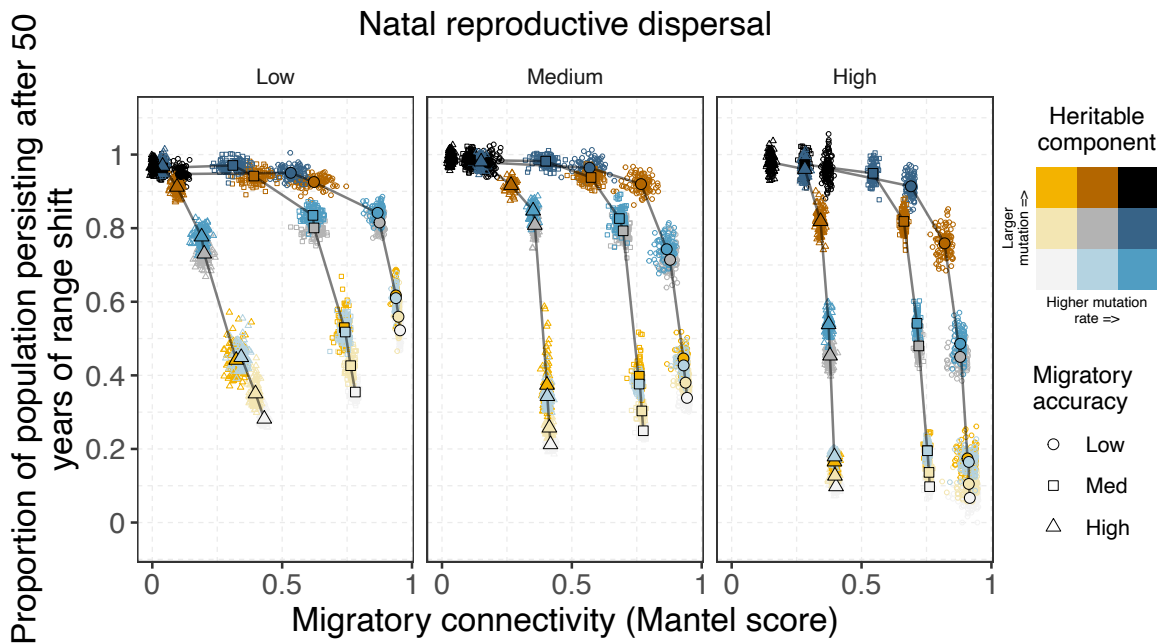 Natal reproductive dispersal
Low
Medium
High
Proportion of population persisting after 50
years of range shift
1
0.8
0.6
0.4
0.2
0
0
0.5
1
0
0.5
1
0
0.5
1
Migratory connectivity (Mantel score)
Heritable
component
Larger
mutation =>
Higher mutation
rate =>
Migratory
accuracy
Low
Med
High